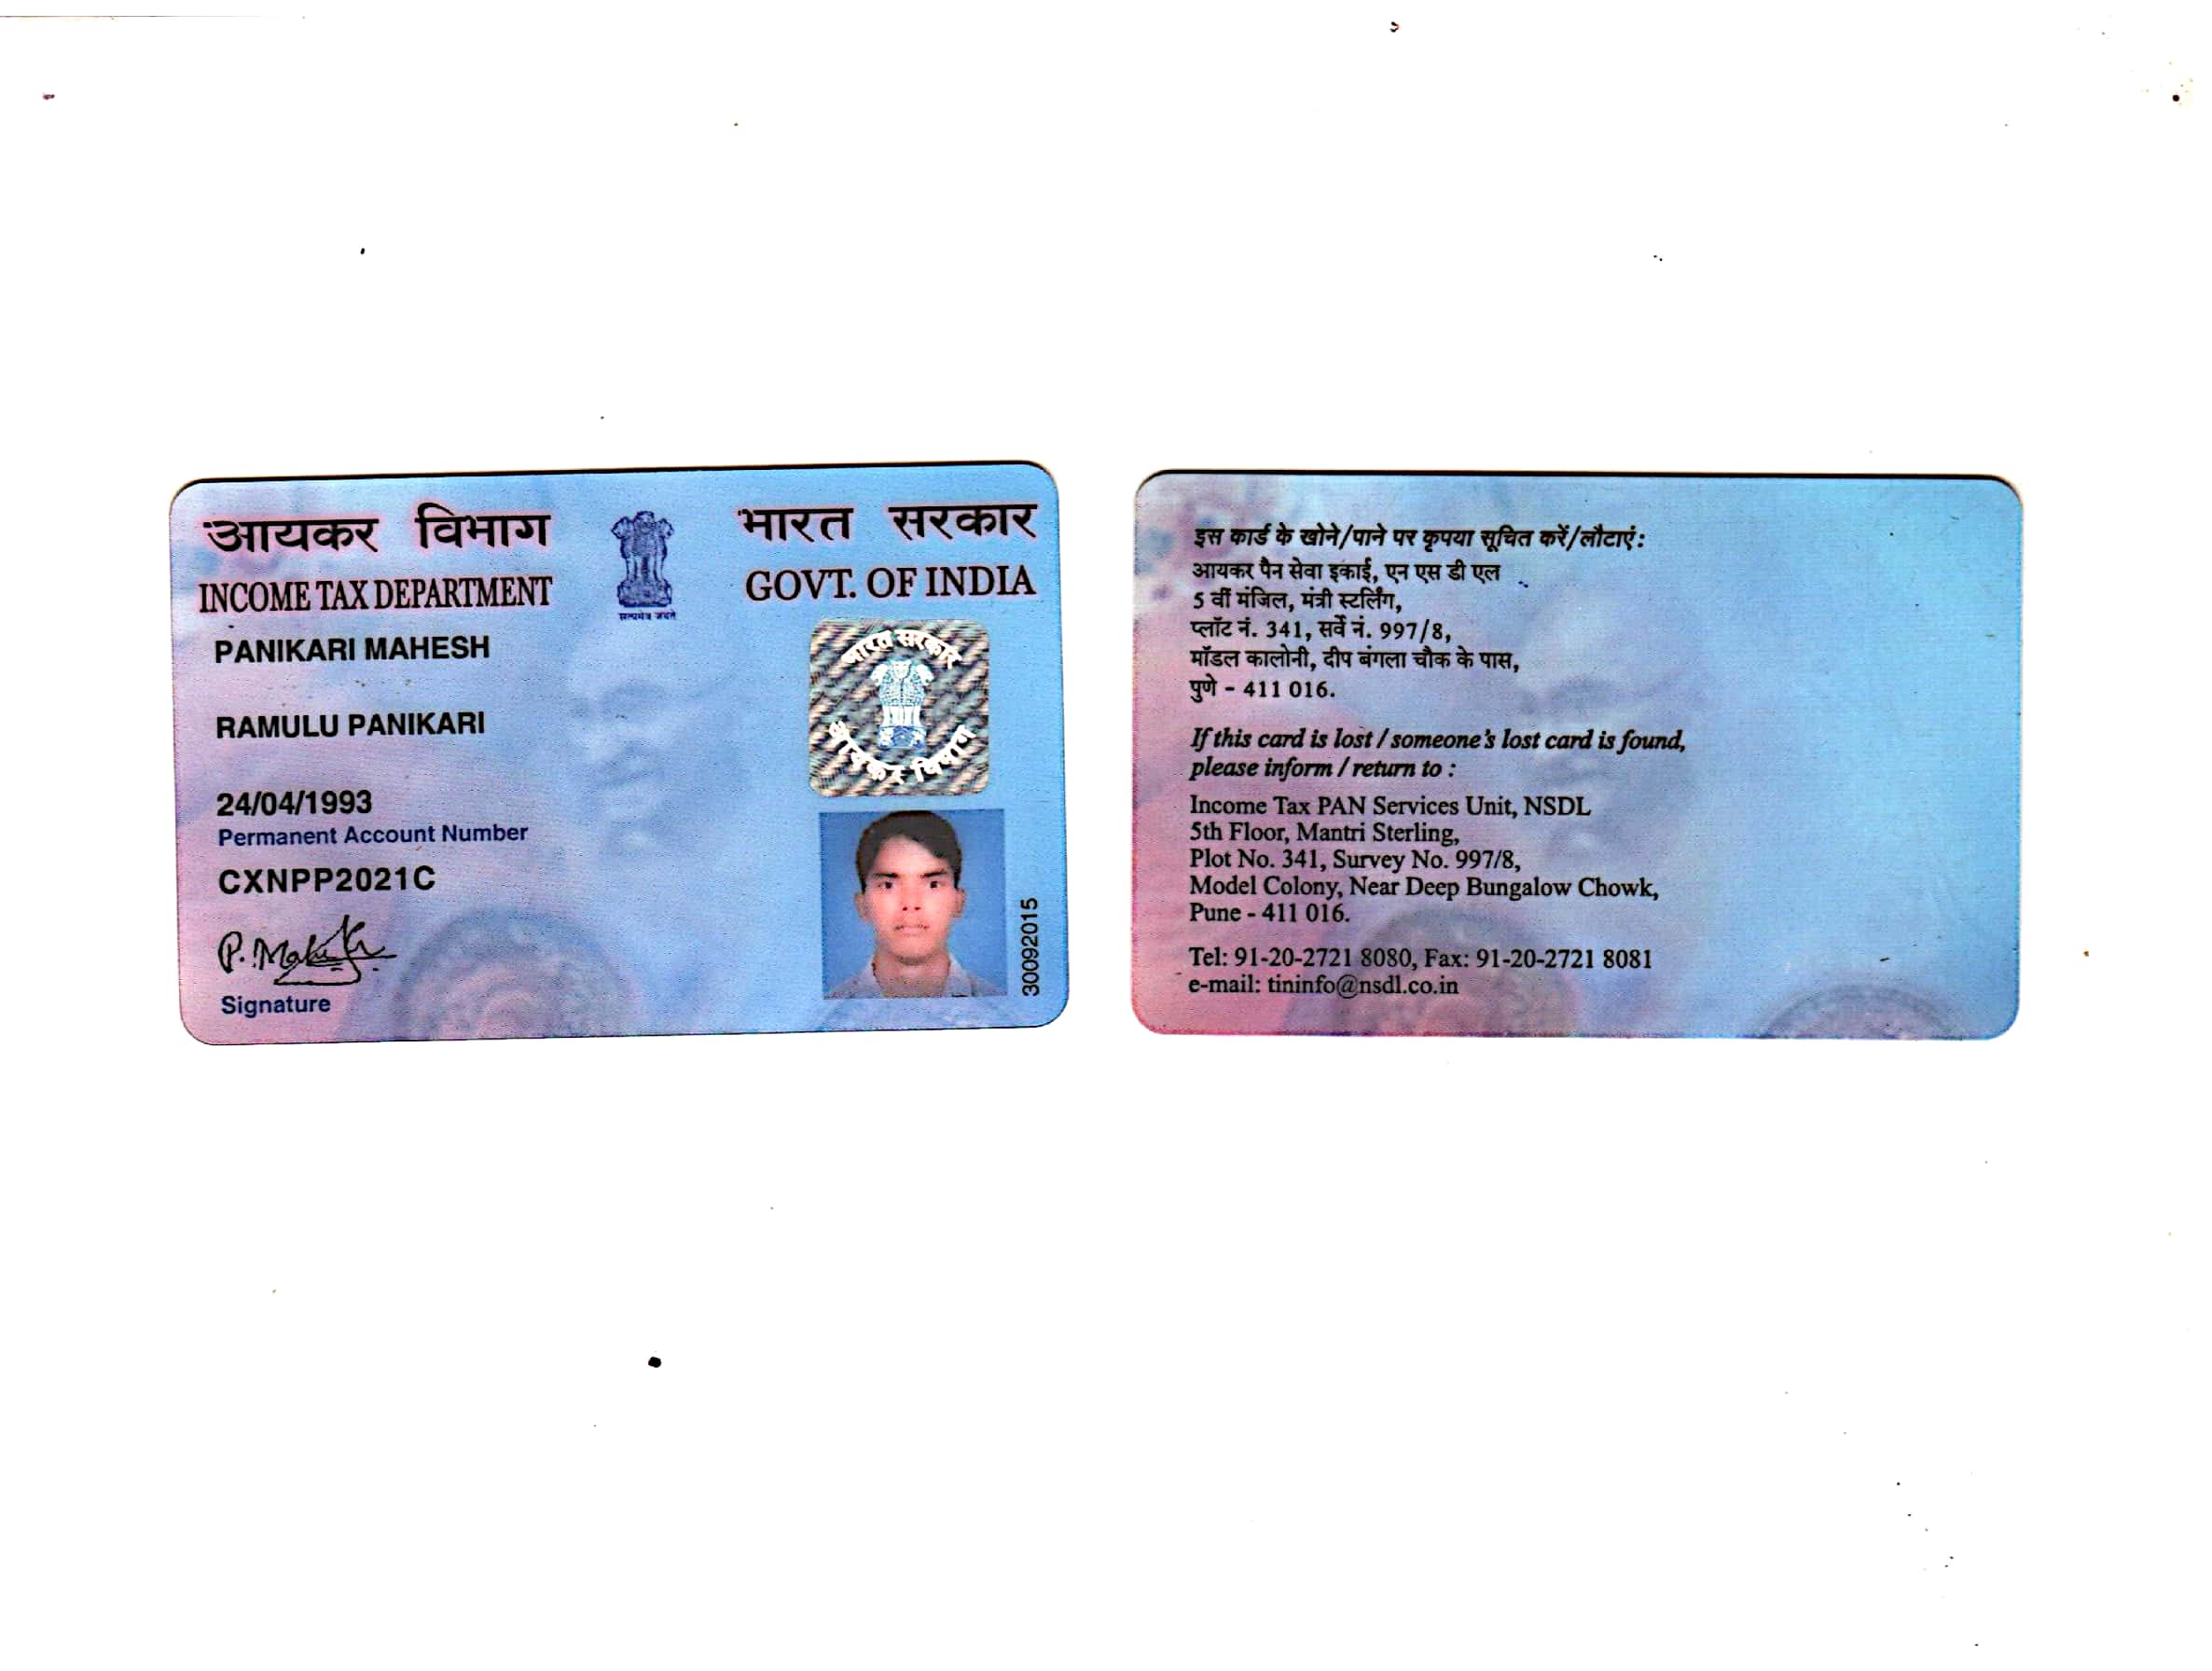 आयकर विभाग
INCOME TAX DEPARTMENT
सत्यमेव जयते
भारत सरकार
GOVT. OF INDIA
PANIKARI MAHESH
RAMULU PANIKARI
24/04/1993
Permanent Account Number
CXNPP2021C
P. Mahesh
Signature
भारत सरकार
आयकर विभाग
30092015
इस कार्ड के खोने/पाने पर कृपया सूचित करें/लौटाएं:
आयकर पैन सेवा इकाई, एन एस डी एल
5 वीं मंजिल, मंत्री स्टर्लिंग,
प्लॉट नं. 341, सर्वे नं. 997/8,
मॉडल कालोनी, दीप बंगला चौक के पास,
पुणे - 411 016.
If this card is lost / someone's lost card is found,
please inform / return to :
Income Tax PAN Services Unit, NSDL
5th Floor, Mantri Sterling,
Plot No. 341, Survey No. 997/8,
Model Colony, Near Deep Bungalow Chowk,
Pune - 411 016.
Tel: 91-20-2721 8080, Fax: 91-20-2721 8081
e-mail: tininfo@nsdl.co.in